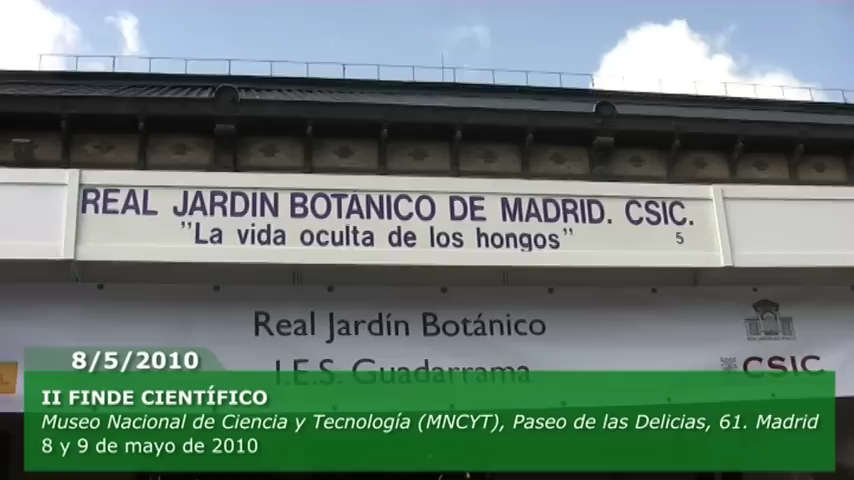 REAL JARDIN BOTANICO DE MADRID. CSIC.
"La vida oculta de los hongos"
5
Real Jardín Botánico
I.E.S. Guadarrama
CSIC
8/5/2010
II FINDE CIENTÍFICO
Museo Nacional de Ciencia y Tecnología (MNCYT), Paseo de las Delicias, 61. Madrid
8 y 9 de mayo de 2010